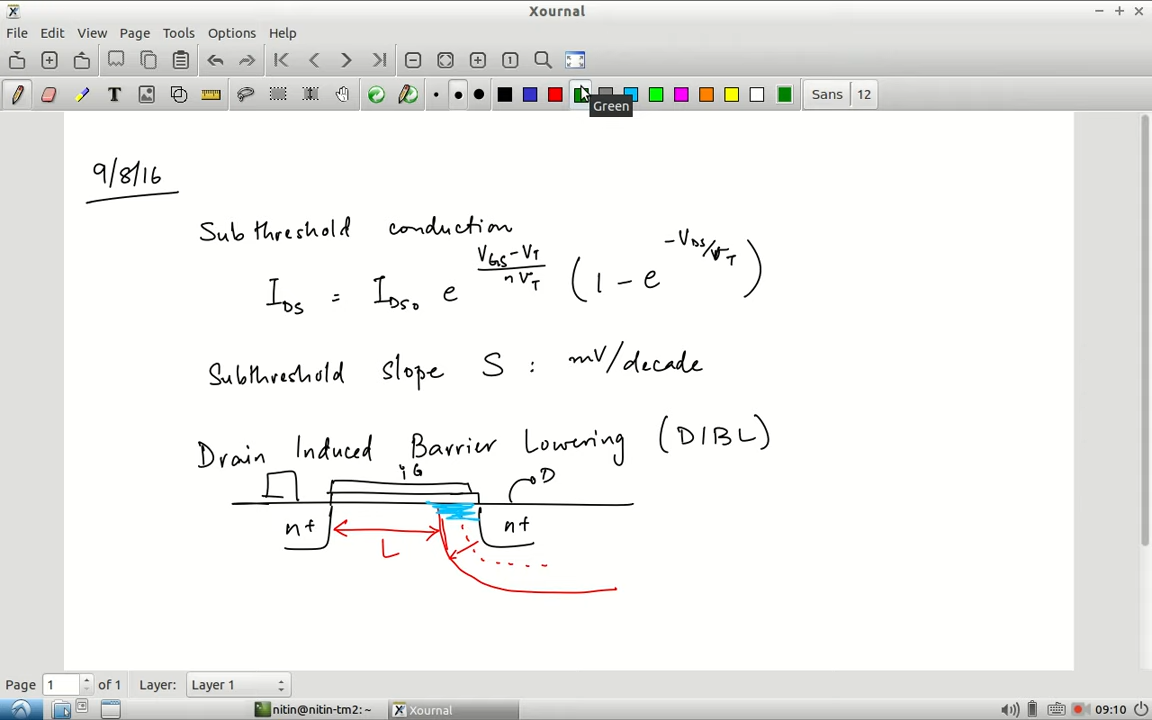 Xournal
File Edit View Page Tools Options Help
Sans 12
Green
9/8/16
Subthreshold conduction
I_DS = I_DS0 e^((V_GS - V_T)/(n V_T)) (1 - e^(-V_DS/V_T))
Subthreshold slope S : mV/decade
Drain Induced Barrier Lowering (DIBL)
G D
n+ n+
L
Page 1 of 1 Layer: Layer 1
nitin@nitin-tm2: ~ Xournal 09:10